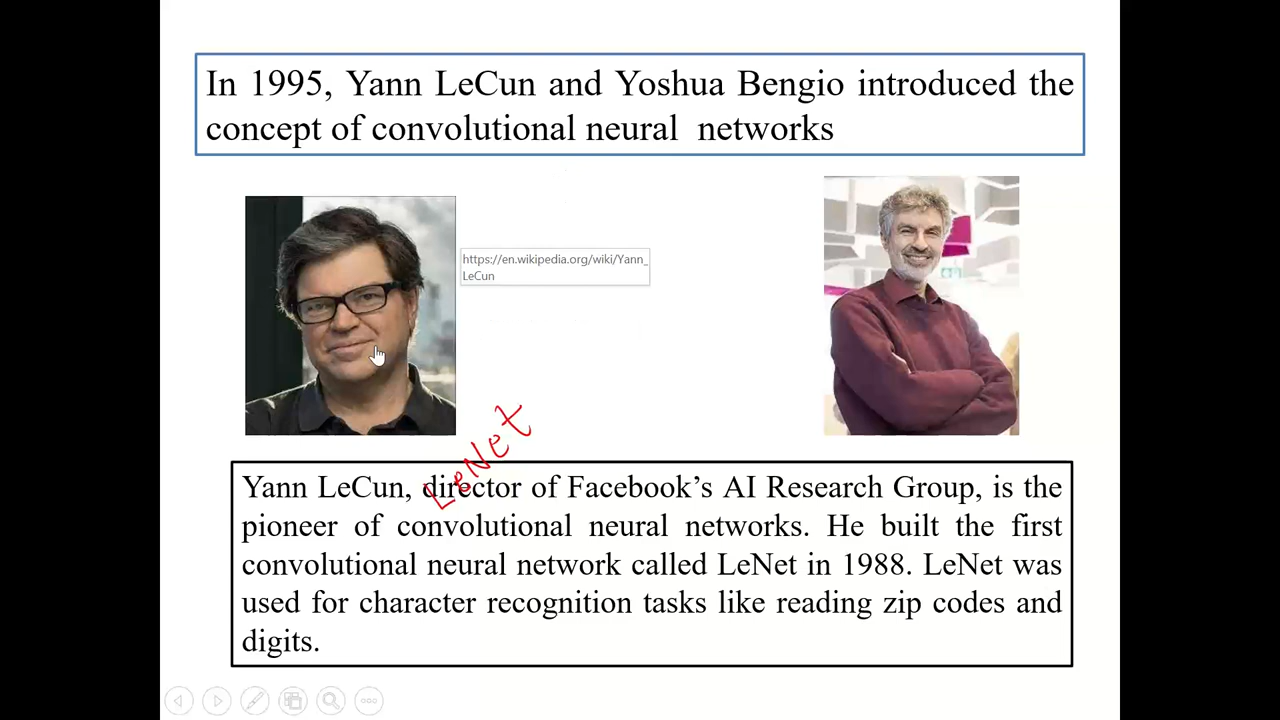 In 1995, Yann LeCun and Yoshua Bengio introduced the
concept of convolutional neural networks
https://en.wikipedia.org/wiki/Yann_
LeCun
LeNet
Yann LeCun, director of Facebook’s AI Research Group, is the
pioneer of convolutional neural networks. He built the first
convolutional neural network called LeNet in 1988. LeNet was
used for character recognition tasks like reading zip codes and
digits.